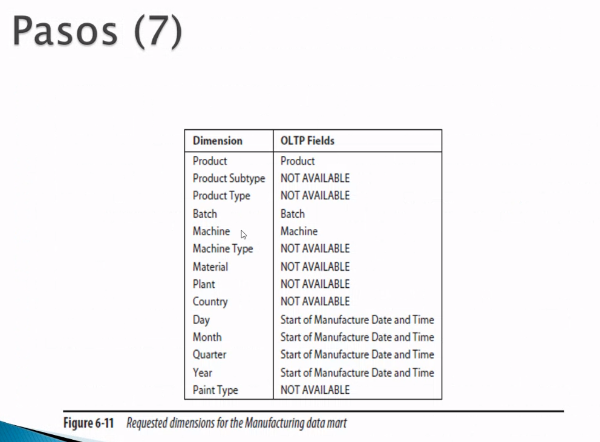 Pasos (7)
Dimension OLTP Fields
Product Product
Product Subtype NOT AVAILABLE
Product Type NOT AVAILABLE
Batch Batch
Machine Machine
Machine Type NOT AVAILABLE
Material NOT AVAILABLE
Plant NOT AVAILABLE
Country NOT AVAILABLE
Day Start of Manufacture Date and Time
Month Start of Manufacture Date and Time
Quarter Start of Manufacture Date and Time
Year Start of Manufacture Date and Time
Paint Type NOT AVAILABLE
Figure 6-11 Requested dimensions for the Manufacturing data mart